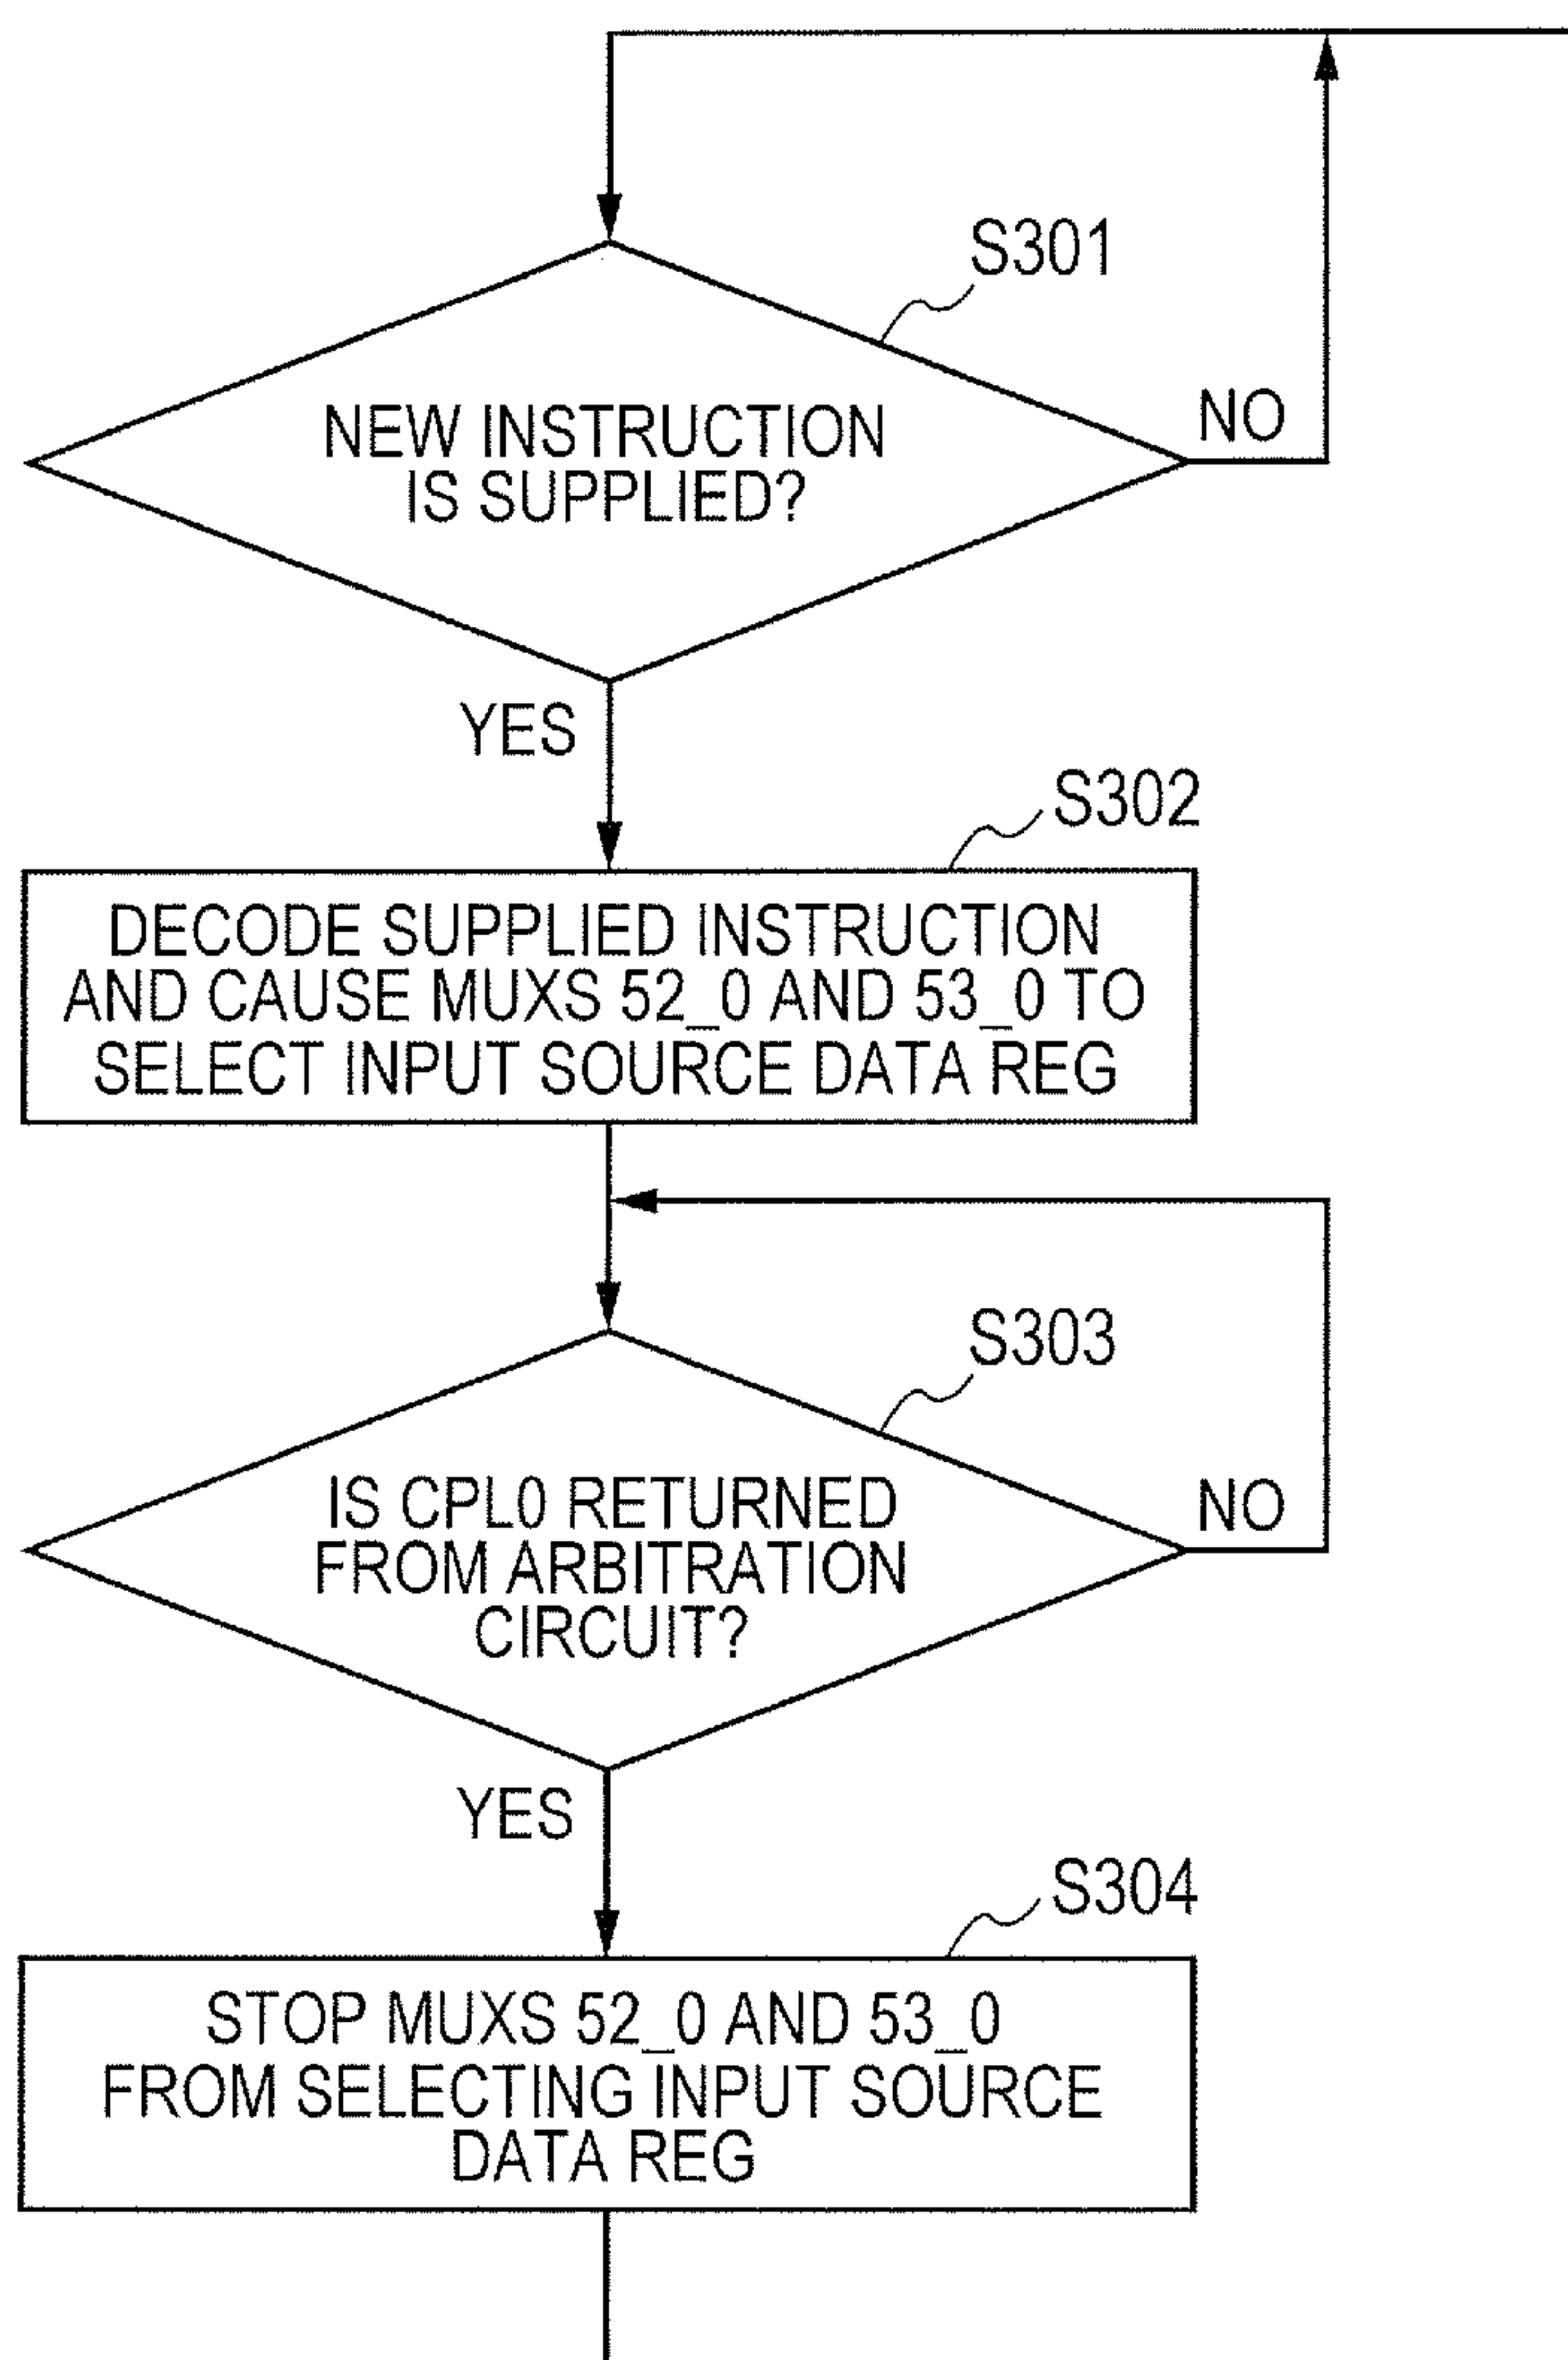 S301
NEW INSTRUCTION
IS SUPPLIED?
NO
YES
S302
DECODE SUPPLIED INSTRUCTION
AND CAUSE MUXS 52_0 AND 53_0 TO
SELECT INPUT SOURCE DATA REG
S303
IS CPL0 RETURNED
FROM ARBITRATION
CIRCUIT?
NO
YES
S304
STOP MUXS 52_0 AND 53_0
FROM SELECTING INPUT SOURCE
DATA REG